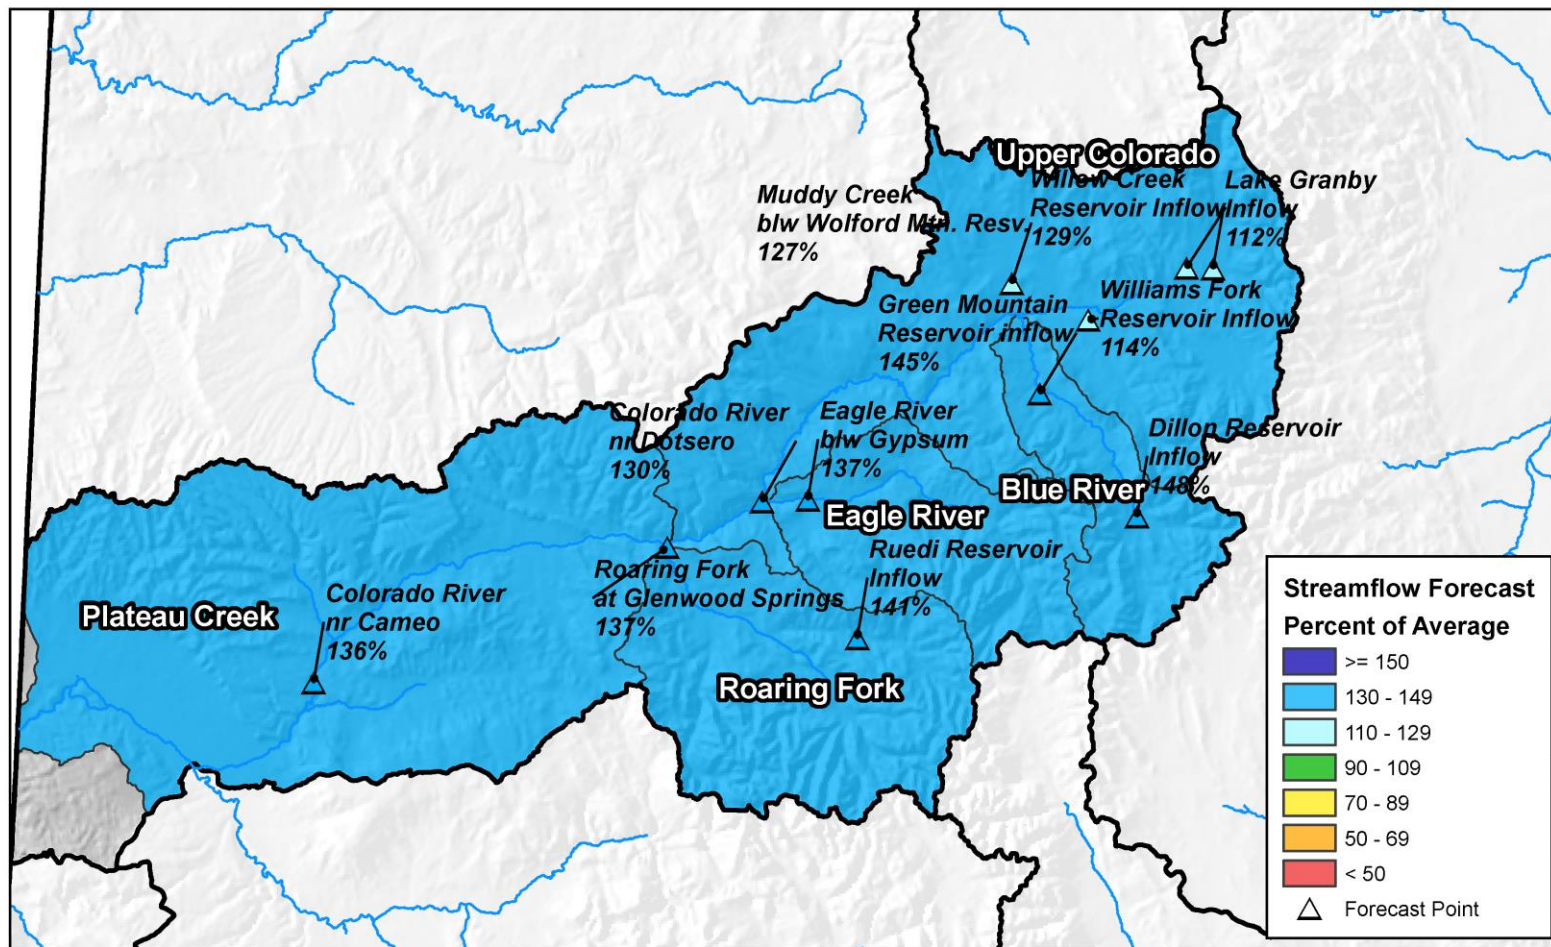 Upper Colorado
Muddy Creek
blw Wolford Mtn. Resv.
127%
Willow Creek
Reservoir Inflow
129%
Lake Granby
Inflow
112%
Green Mountain
Reservoir inflow
145%
Williams Fork
Reservoir Inflow
114%
Colorado River
nr Dotsero
130%
Eagle River
blw Gypsum
137%
Dillon Reservoir
Inflow
148%
Blue River
Eagle River
Ruedi Reservoir
Inflow
141%
Roaring Fork
at Glenwood Springs
137%
Colorado River
nr Cameo
136%
Plateau Creek
Roaring Fork
Streamflow Forecast
Percent of Average
>= 150
130 - 149
110 - 129
90 - 109
70 - 89
50 - 69
< 50
Forecast Point